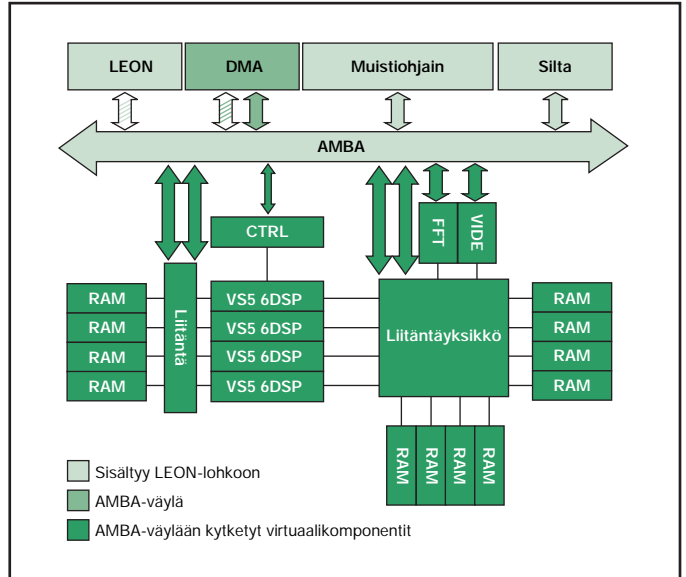 LEON
DMA
Muistiohjain
Silta
AMBA
CTRL
FFT
VIDE
RAM
RAM
RAM
RAM
Liitäntä
VS5 6DSP
VS5 6DSP
VS5 6DSP
VS5 6DSP
Liitäntäyksikkö
RAM
RAM
RAM
RAM
RAM
RAM
RAM
RAM
Sisältyy LEON-lohkoon
AMBA-väylä
AMBA-väylään kytketyt virtuaalikomponentit